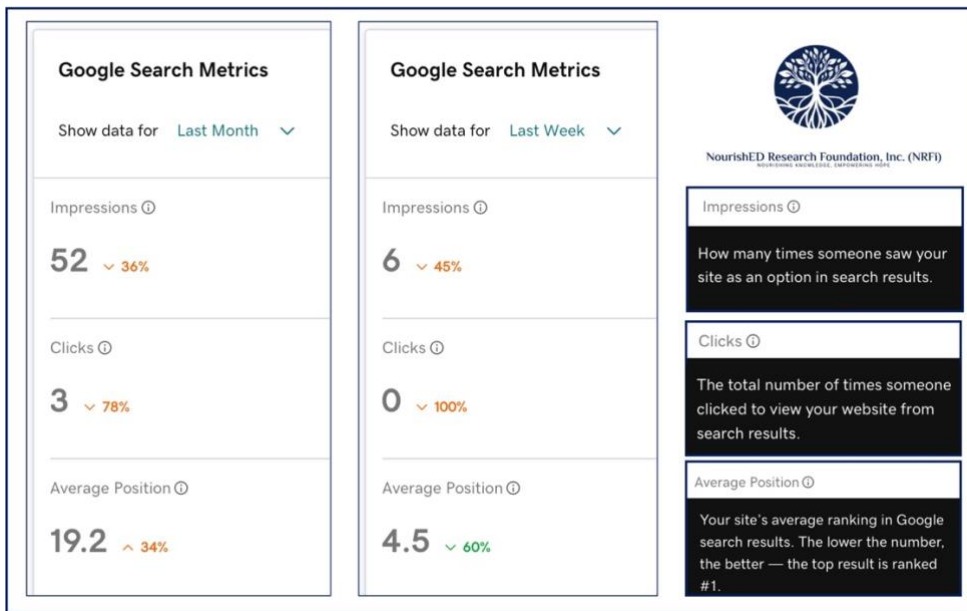 Google Search Metrics
Show data for Last Month
Impressions
52 36%
Clicks
3 78%
Average Position
19.2 34%
Google Search Metrics
Show data for Last Week
Impressions
6 45%
Clicks
0 100%
Average Position
4.5 60%
NourishED Research Foundation, Inc. (NRFi)
NOURISHING KNOWLEDGE, EMPOWERING HOPE
Impressions
How many times someone saw your
site as an option in search results.
Clicks
The total number of times someone
clicked to view your website from
search results.
Average Position
Your site's average ranking in Google
search results. The lower the number,
the better — the top result is ranked
#1.